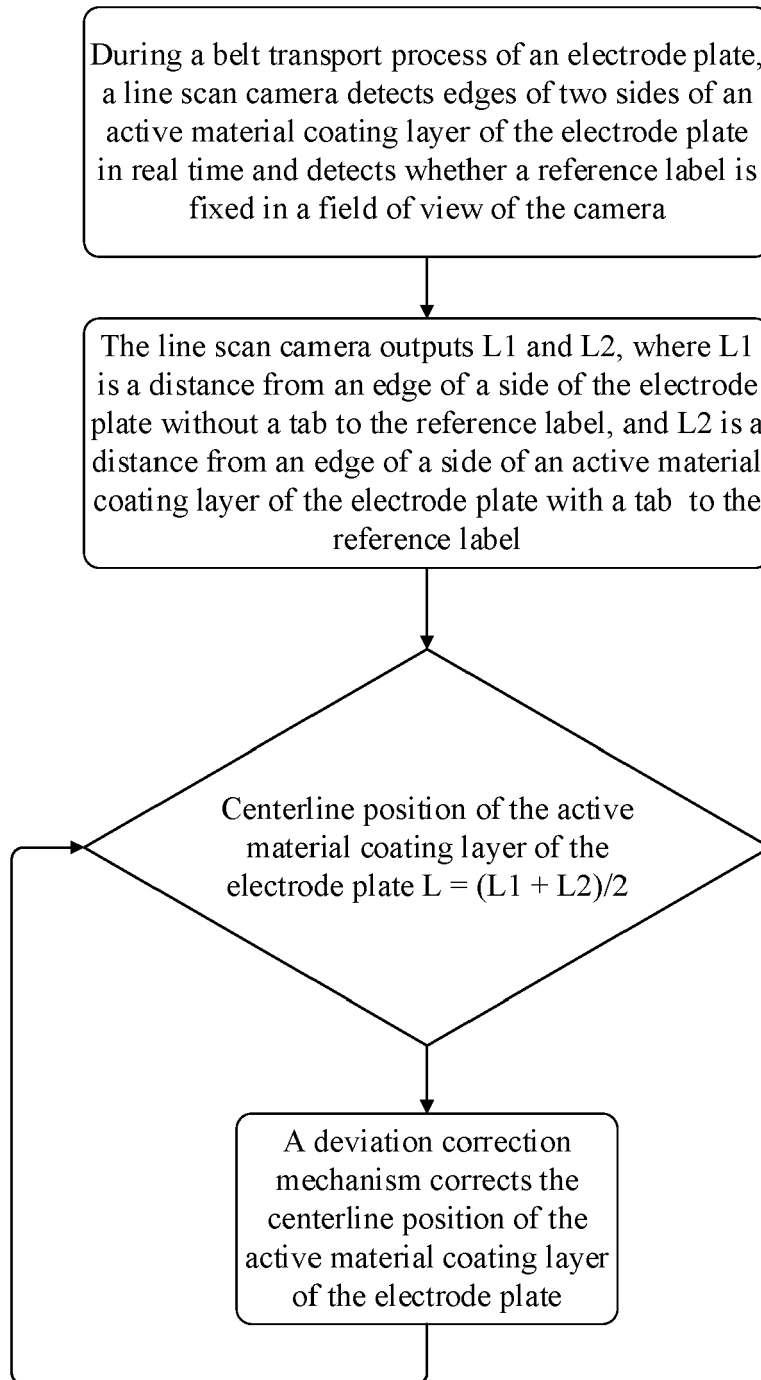 During a belt transport process of an electrode plate,
a line scan camera detects edges of two sides of an
active material coating layer of the electrode plate
in real time and detects whether a reference label is
fixed in a field of view of the camera
The line scan camera outputs L1 and L2, where L1
is a distance from an edge of a side of the electrode
plate without a tab to the reference label, and L2 is a
distance from an edge of a side of an active material
coating layer of the electrode plate with a tab to the
reference label
Centerline position of the active
material coating layer of the
electrode plate L = (L1 + L2)/2
A deviation correction
mechanism corrects the
centerline position of the
active material coating layer
of the electrode plate